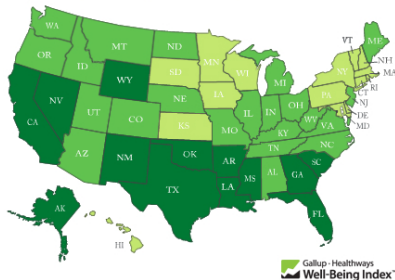 WA
OR
CA
NV
ID
MT
WY
UT
AZ
CO
NM
ND
SD
NE
KS
OK
TX
MN
IA
MO
AR
LA
WI
IL
MI
IN
OH
KY
TN
MS
AL
GA
FL
SC
NC
VA
WV
PA
NY
VT
ME
NH
MA
RI
CT
NJ
DE
MD
AK
HI
Gallup - Healthways
Well-Being Index